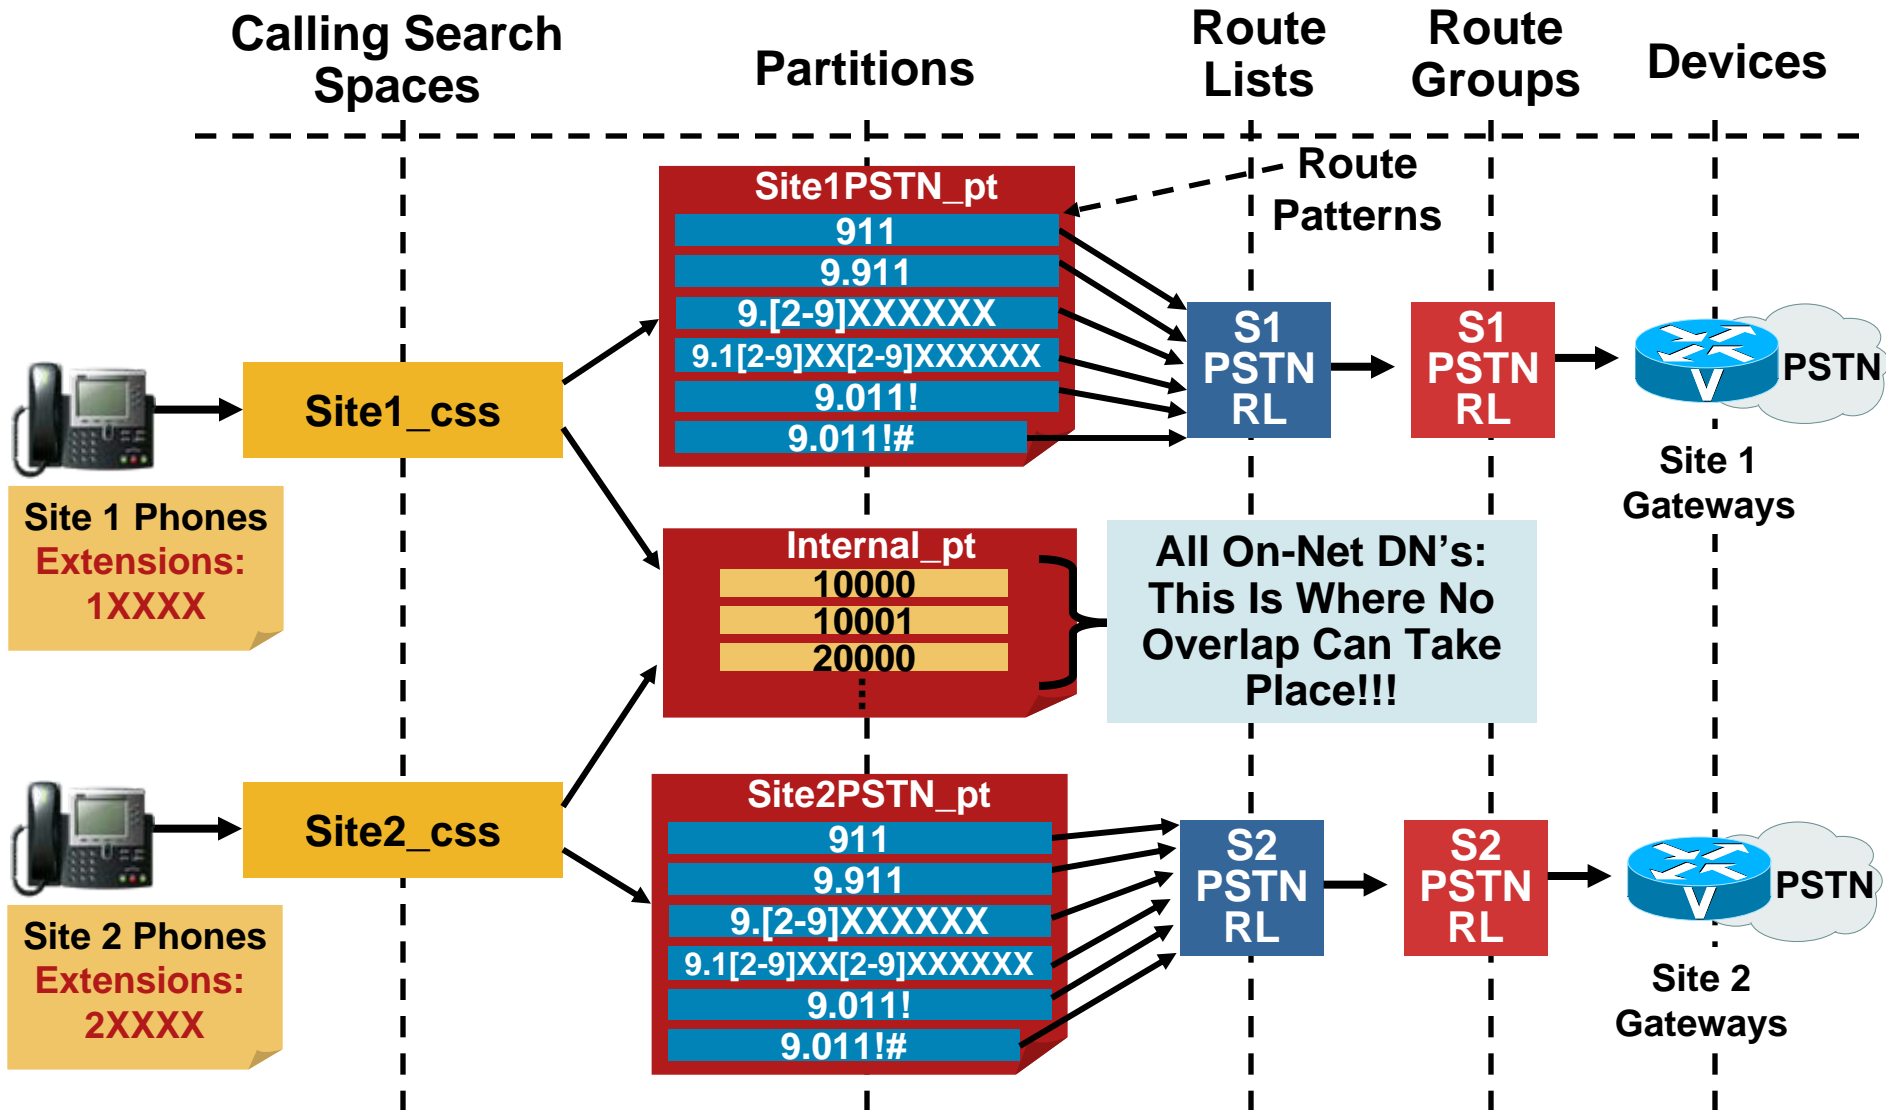 Calling Search
Spaces
Partitions
Route
Lists
Route
Groups
Devices
Route
Patterns
Site1PSTN_pt
911
9.911
9.[2-9]XXXXXX
9.1[2-9]XX[2-9]XXXXXX
9.011!
9.011!#
S1
PSTN
RL
S1
PSTN
RL
V
PSTN
Site 1
Gateways
Site1_css
Site 1 Phones
Extensions:
1XXXX
Internal_pt
10000
10001
20000
All On-Net DN’s:
This Is Where No
Overlap Can Take
Place!!!
Site2_css
Site 2 Phones
Extensions:
2XXXX
Site2PSTN_pt
911
9.911
9.[2-9]XXXXXX
9.1[2-9]XX[2-9]XXXXXX
9.011!
9.011!#
S2
PSTN
RL
S2
PSTN
RL
V
PSTN
Site 2
Gateways